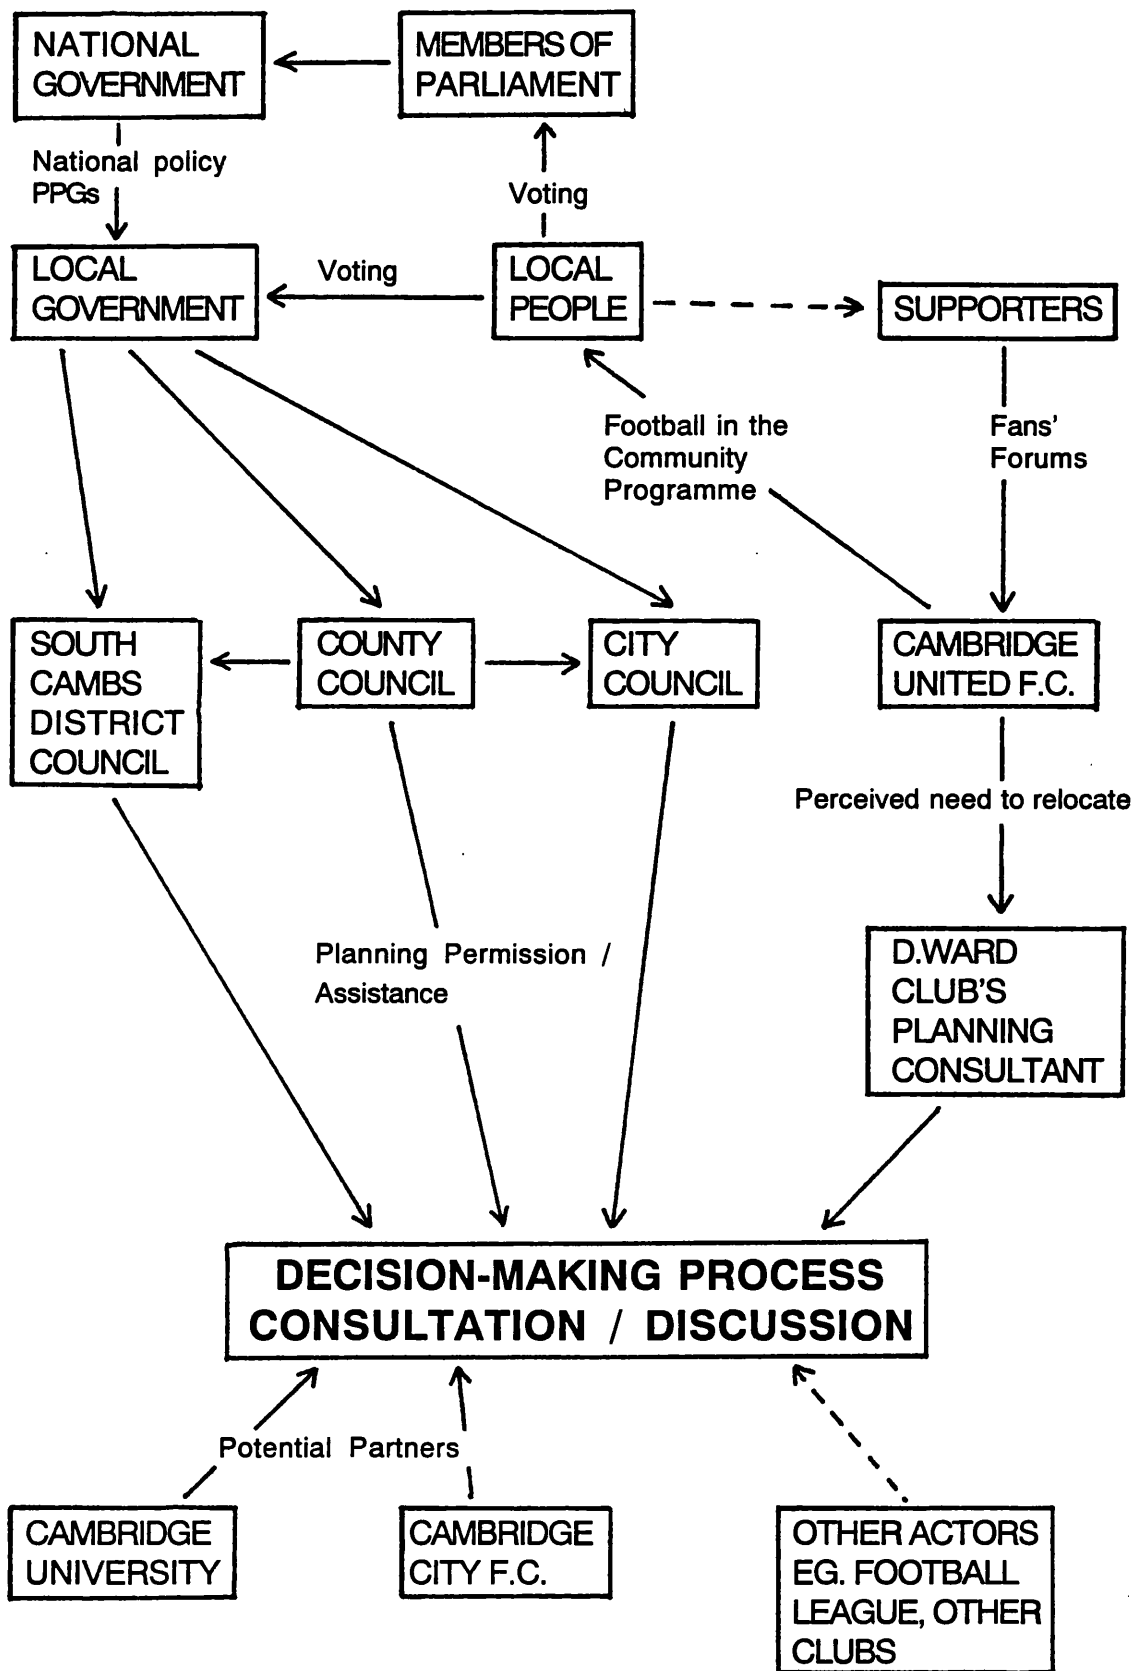 NATIONAL
GOVERNMENT
MEMBERS OF
PARLIAMENT
National policy
PPGs
Voting
LOCAL
GOVERNMENT
Voting
LOCAL
PEOPLE
SUPPORTERS
Football in the
Community
Programme
Fans'
Forums
SOUTH
CAMBS
DISTRICT
COUNCIL
COUNTY
COUNCIL
CITY
COUNCIL
CAMBRIDGE
UNITED F.C.
Perceived need to relocate
Planning Permission /
Assistance
D.WARD
CLUB'S
PLANNING
CONSULTANT
DECISION-MAKING PROCESS
CONSULTATION / DISCUSSION
Potential Partners
CAMBRIDGE
UNIVERSITY
CAMBRIDGE
CITY F.C.
OTHER ACTORS
EG. FOOTBALL
LEAGUE, OTHER
CLUBS